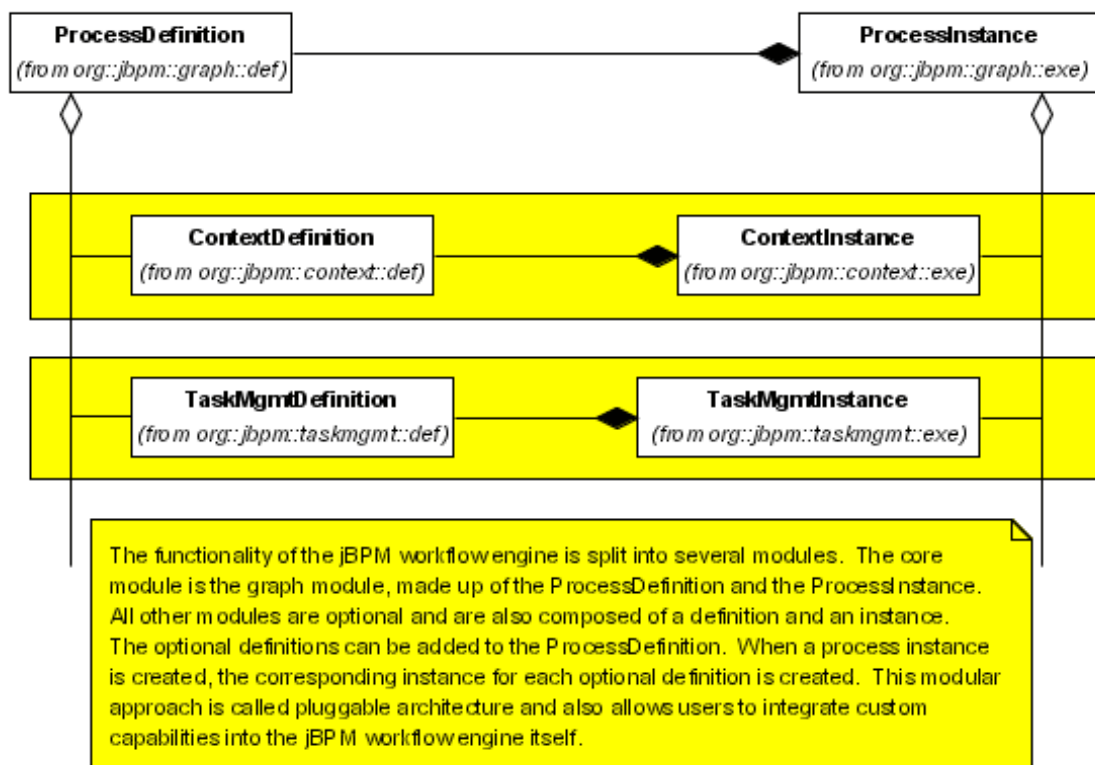 ProcessDefinition
(from org::jbpm::graph::def)
ProcessInstance
(from org::jbpm::graph::exe)
ContextDefinition
(from org::jbpm::context::def)
ContextInstance
(from org::jbpm::context::exe)
TaskMgmtDefinition
(from org::jbpm::taskmgmt::def)
TaskMgmtInstance
(from org::jbpm::taskmgmt::exe)
The functionality of the jBPM workflow engine is split into several modules. The core
module is the graph module, made up of the ProcessDefinition and the ProcessInstance.
All other modules are optional and are also composed of a definition and an instance.
The optional definitions can be added to the ProcessDefinition. When a process instance
is created, the corresponding instance for each optional definition is created. This modular
approach is called pluggable architecture and also allows users to integrate custom
capabilities into the jBPM workflow engine itself.